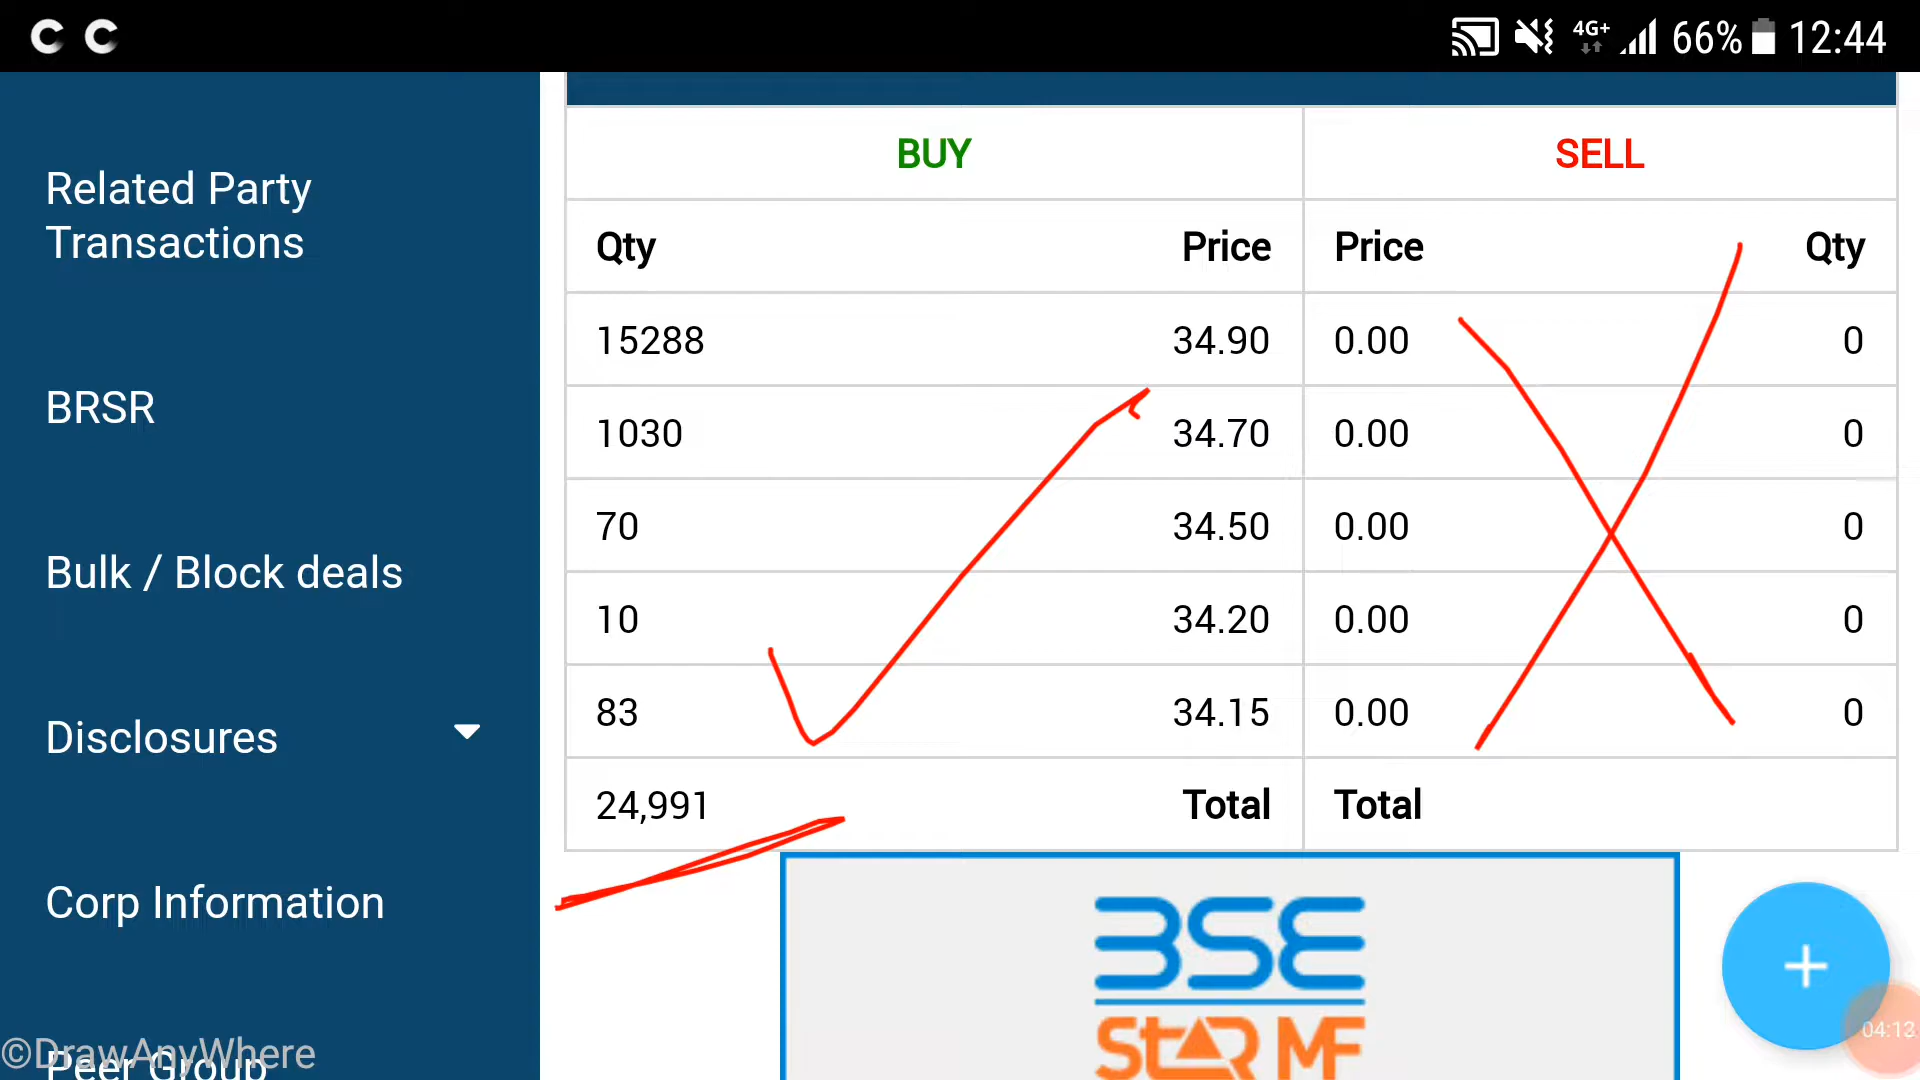 C C 4G+ 66% 12:44
Related Party
Transactions
BRSR
Bulk / Block deals
Disclosures
Corp Information
Peer Group
©DrawAnyWhere
BUY SELL
Qty Price Price Qty
15288 34.90 0.00 0
1030 34.70 0.00 0
70 34.50 0.00 0
10 34.20 0.00 0
83 34.15 0.00 0
24,991 Total Total
BSE
StAR MF
+
04:13